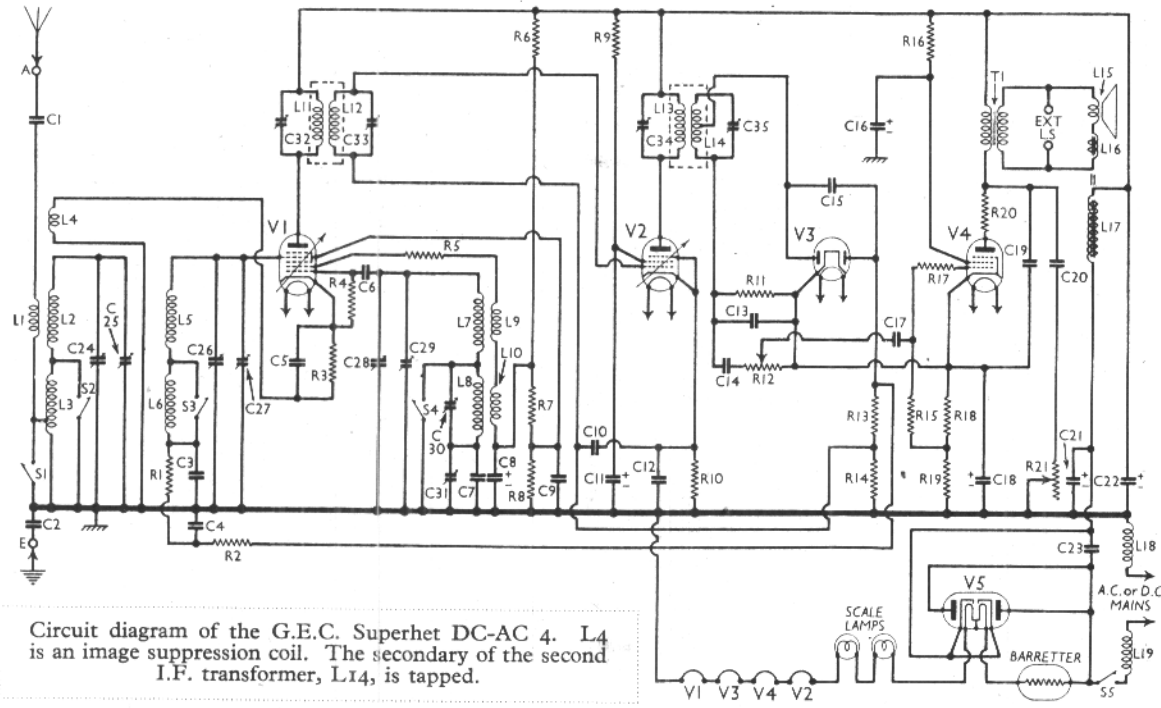 R6
R9
R16
T1
L15
A
C1
L11
L12
C32
C33
L13
C34
L14
C35
C16
+
−
EXT
L.S
L16
L4
V1
R5
V2
C15
V3
V4
R20
C19
L17
R4
C6
R11
R17
C20
L1
L2
C
25
L5
L7
L9
C13
C17
C24
C26
C5
C28
C29
L10
R3
C14
R12
L3
S2
L6
S3
C27
S4
L8
C
30
R7
R13
R15
R18
C10
C21
S1
R1
C3
C31
C7
C8
+
−
R8
C9
C11
+
−
C12
R10
R14
R19
+
−
C18
R21
+
−
C22
+
−
C2
C4
E
R2
C23
L18
A.C. or D.C
MAINS
V5
SCALE
LAMPS
BARRETTER
L19
S5
V1
V3
V4
V2
Circuit diagram of the G.E.C. Superhet DC-AC 4. L4
is an image suppression coil. The secondary of the second
I.F. transformer, L14, is tapped.